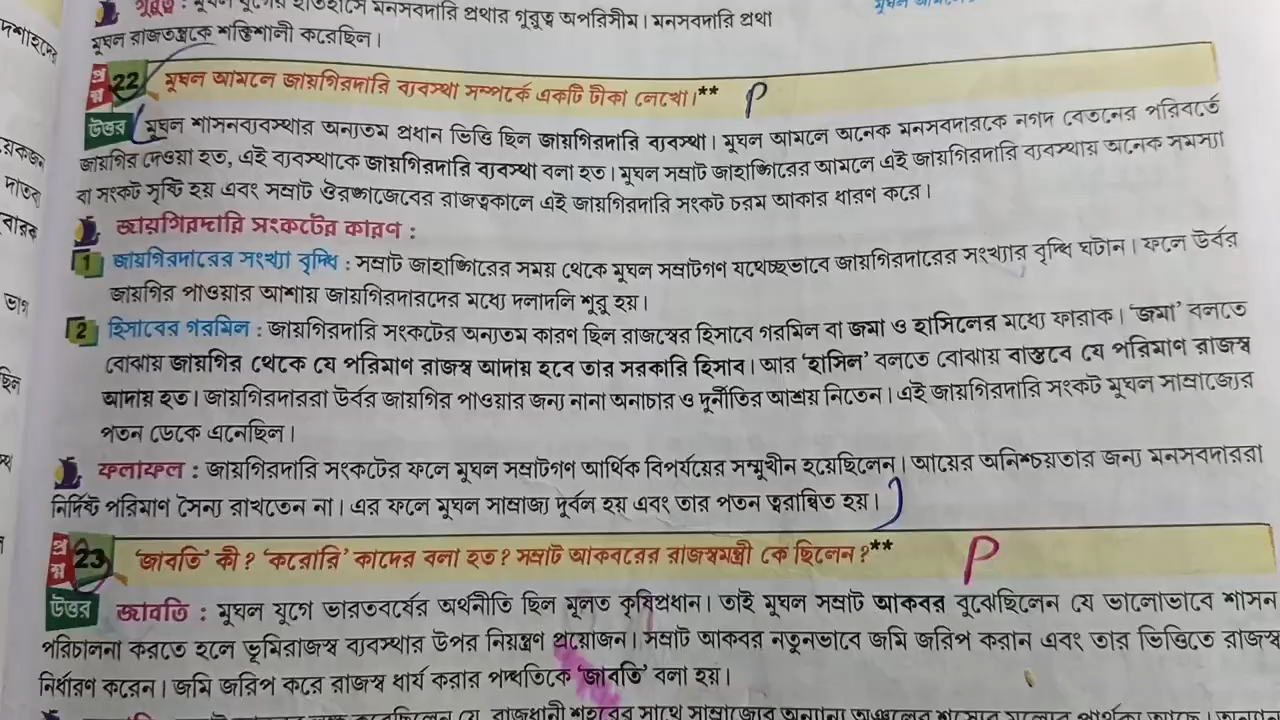 গুরুত্ব : মুঘল যুগের ইতিহাসে মনসবদারি প্রথার গুরুত্ব অপরিসীম। মনসবদারি প্রথা
মুঘল রাজতন্ত্রকে শক্তিশালী করেছিল।
প্রশ্ন 22 মুঘল আমলে জায়গিরদারি ব্যবস্থা সম্পর্কে একটি টীকা লেখো।** P
উত্তর মুঘল শাসনব্যবস্থার অন্যতম প্রধান ভিত্তি ছিল জায়গিরদারি ব্যবস্থা। মুঘল আমলে অনেক মনসবদারকে নগদ বেতনের পরিবর্তে
জায়গির দেওয়া হত, এই ব্যবস্থাকে জায়গিরদারি ব্যবস্থা বলা হত। মুঘল সম্রাট জাহাঙ্গিরের আমলে এই জায়গিরদারি ব্যবস্থায় অনেক সমস্যা
বা সংকট সৃষ্টি হয় এবং সম্রাট ঔরঙ্গজেবের রাজত্বকালে এই জায়গিরদারি সংকট চরম আকার ধারণ করে।
জায়গিরদারি সংকটের কারণ :
1 জায়গিরদারের সংখ্যা বৃদ্ধি : সম্রাট জাহাঙ্গিরের সময় থেকে মুঘল সম্রাটগণ যথেচ্ছভাবে জায়গিরদারের সংখ্যার বৃদ্ধি ঘটান। ফলে উর্বর
জায়গির পাওয়ার আশায় জায়গিরদারদের মধ্যে দলাদলি শুরু হয়।
2 হিসাবের গরমিল : জায়গিরদারি সংকটের অন্যতম কারণ ছিল রাজস্বের হিসাবে গরমিল বা জমা ও হাসিলের মধ্যে ফারাক। ‘জমা’ বলতে
বোঝায় জায়গির থেকে যে পরিমাণ রাজস্ব আদায় হবে তার সরকারি হিসাব। আর ‘হাসিল’ বলতে বোঝায় বাস্তবে যে পরিমাণ রাজস্ব
আদায় হত। জায়গিরদাররা উর্বর জায়গির পাওয়ার জন্য নানা অনাচার ও দুর্নীতির আশ্রয় নিতেন। এই জায়গিরদারি সংকট মুঘল সাম্রাজ্যের
পতন ডেকে এনেছিল।
ফলাফল : জায়গিরদারি সংকটের ফলে মুঘল সম্রাটগণ আর্থিক বিপর্যয়ের সম্মুখীন হয়েছিলেন। আয়ের অনিশ্চয়তার জন্য মনসবদাররা
নির্দিষ্ট পরিমাণ সৈন্য রাখতেন না। এর ফলে মুঘল সাম্রাজ্য দুর্বল হয় এবং তার পতন ত্বরান্বিত হয়।
প্রশ্ন 23 ‘জাবতি’ কী? ‘করোরি’ কাদের বলা হত? সম্রাট আকবরের রাজস্বমন্ত্রী কে ছিলেন?** P
উত্তর জাবতি : মুঘল যুগে ভারতবর্ষের অর্থনীতি ছিল মূলত কৃষিপ্রধান। তাই মুঘল সম্রাট আকবর বুঝেছিলেন যে ভালোভাবে শাসন
পরিচালনা করতে হলে ভূমিরাজস্ব ব্যবস্থার উপর নিয়ন্ত্রণ প্রয়োজন। সম্রাট আকবর নতুনভাবে জমি জরিপ করান এবং তার ভিত্তিতে রাজস্ব
নির্ধারণ করেন। জমি জরিপ করে রাজস্ব ধার্য করার পদ্ধতিকে ‘জাবতি’ বলা হয়।